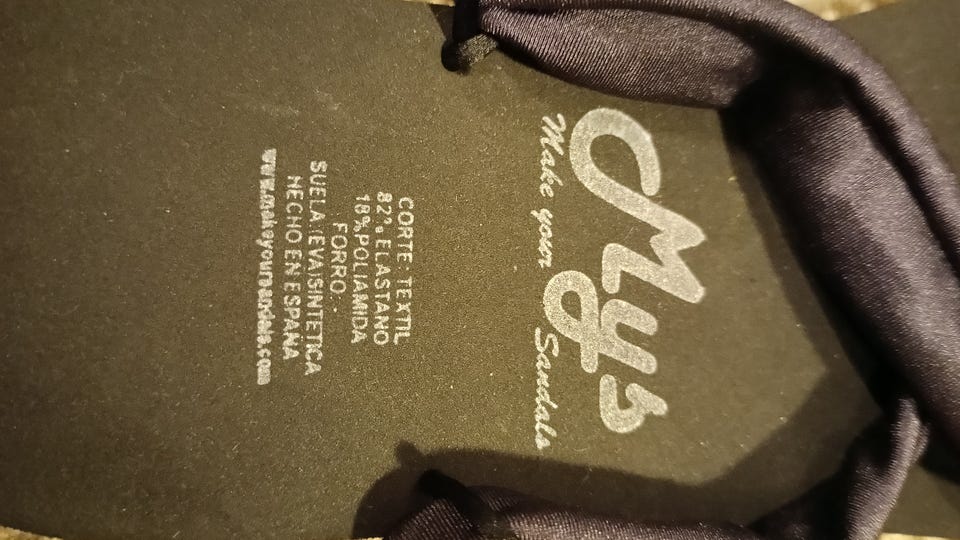 Mys
Make your Sandals
CORTE: TEXTIL
82% ELASTANO
18% POLIAMIDA
FORRO:
SUELA (EVA)SINTETICA
HECHO EN ESPAÑA
www.makeyoursandals.com